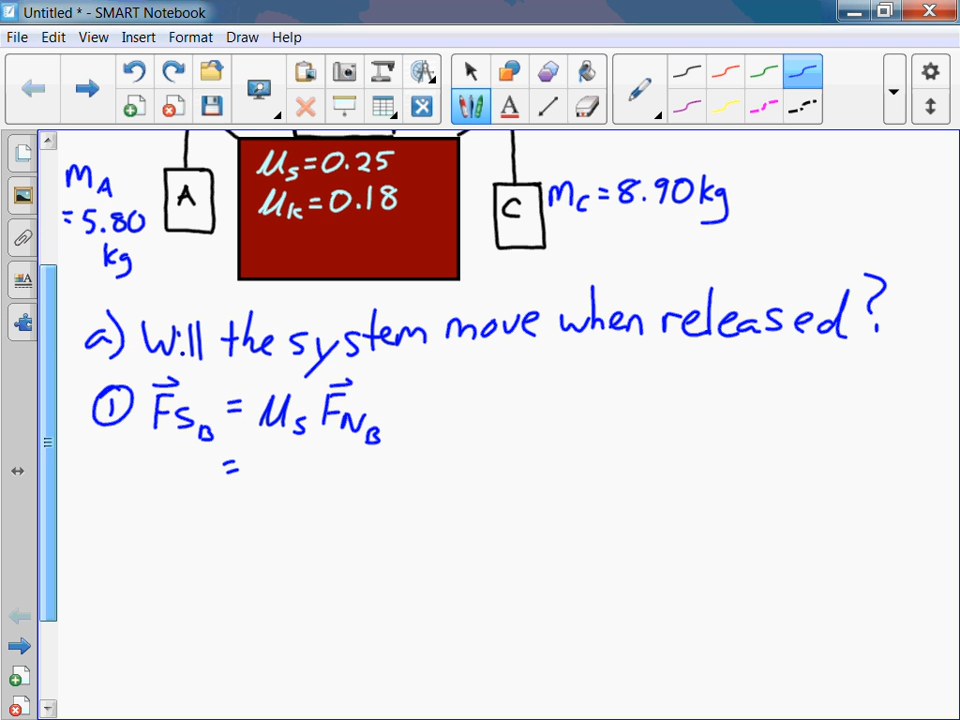 Untitled * - SMART Notebook
File Edit View Insert Format Draw Help
A
μs = 0.25
μk = 0.18
mA
= 5.80
kg
C
mC = 8.90 kg
a) Will the system move when released?
① F⃗sB = μs F⃗NB
=